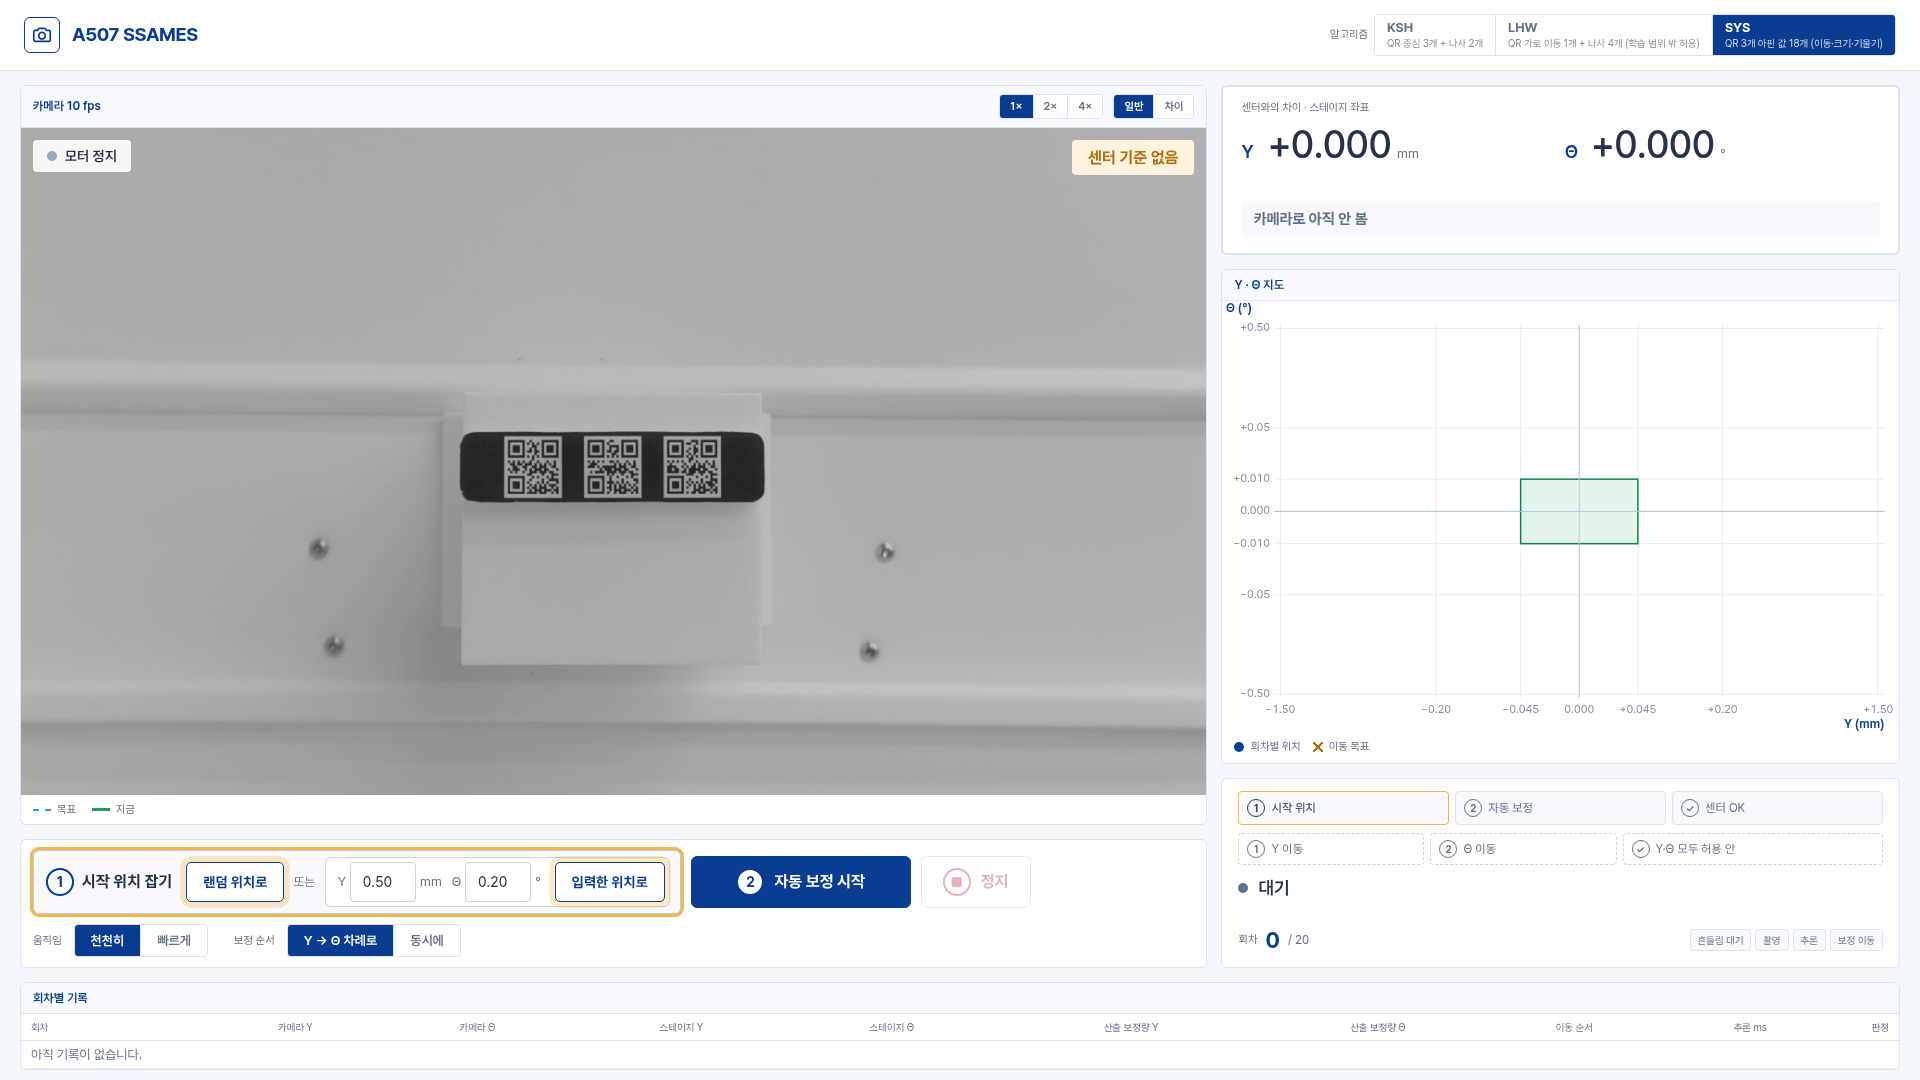 A507 SSAMES
알고리즘
KSH
QR 중심 3개 + 나사 2개
LHW
QR 가로 이동 1개 + 나사 4개 (학습 범위 밖 허용)
SYS
QR 3개 아핀 값 18개 (이동·크기·기울기)
카메라 10 fps
1×
2×
4×
일반
차이
모터 정지
센터 기준 없음
목표
지금
센터와의 차이 · 스테이지 좌표
Y +0.000 mm
Θ +0.000 °
카메라로 아직 안 봄
Y · Θ 지도
Θ (°)
+0.50
+0.05
+0.010
0.000
−0.010
−0.05
−0.50
−1.50
−0.20
−0.045
0.000
+0.045
+0.20
+1.50
Y (mm)
회차별 위치
이동 목표
1 시작 위치 잡기
랜덤 위치로
또는
Y 0.50 mm
Θ 0.20 °
입력한 위치로
2 자동 보정 시작
정지
움직임
천천히
빠르게
보정 순서
Y → Θ 차례로
동시에
1 시작 위치
2 자동 보정
센터 OK
1 Y 이동
2 Θ 이동
Y·Θ 모두 허용 안
대기
회차 0 / 20
흔들림 대기
촬영
추론
보정 이동
회차별 기록
회차
카메라 Y
카메라 Θ
스테이지 Y
스테이지 Θ
산출 보정량 Y
산출 보정량 Θ
이동 순서
추론 ms
판정
아직 기록이 없습니다.